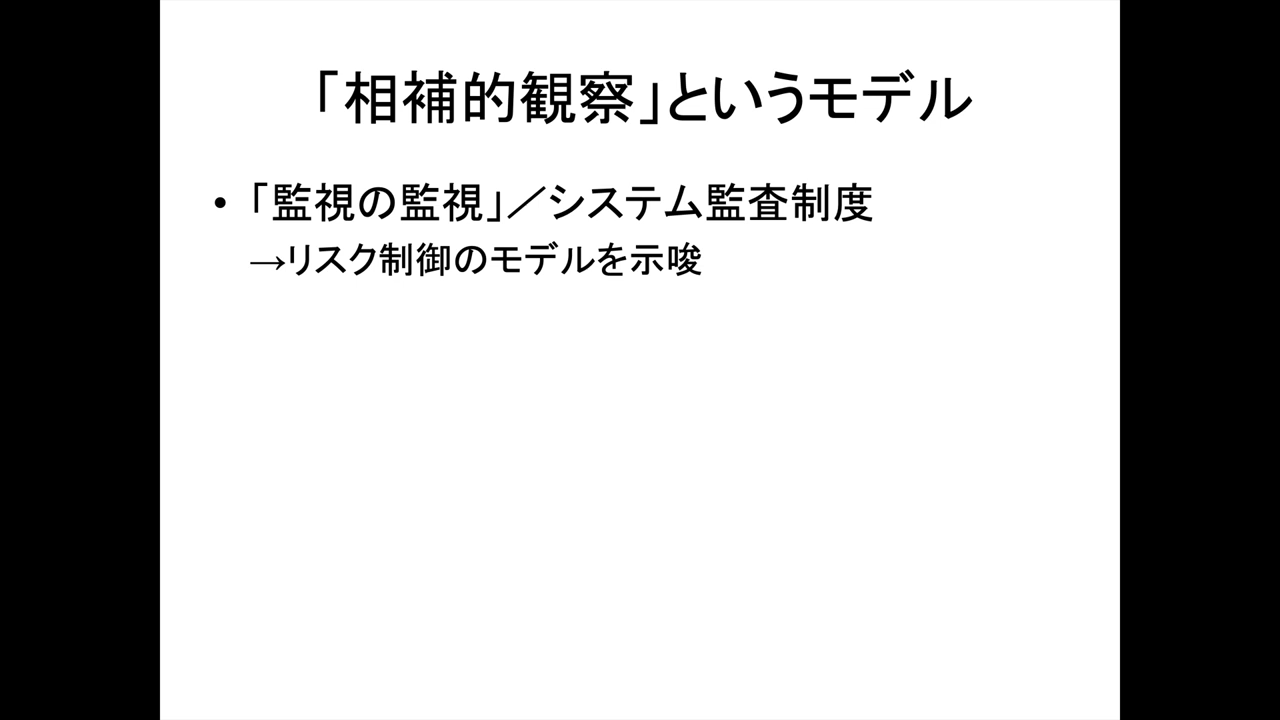 「相補的観察」というモデル
• 「監視の監視」／システム監査制度
→リスク制御のモデルを示唆